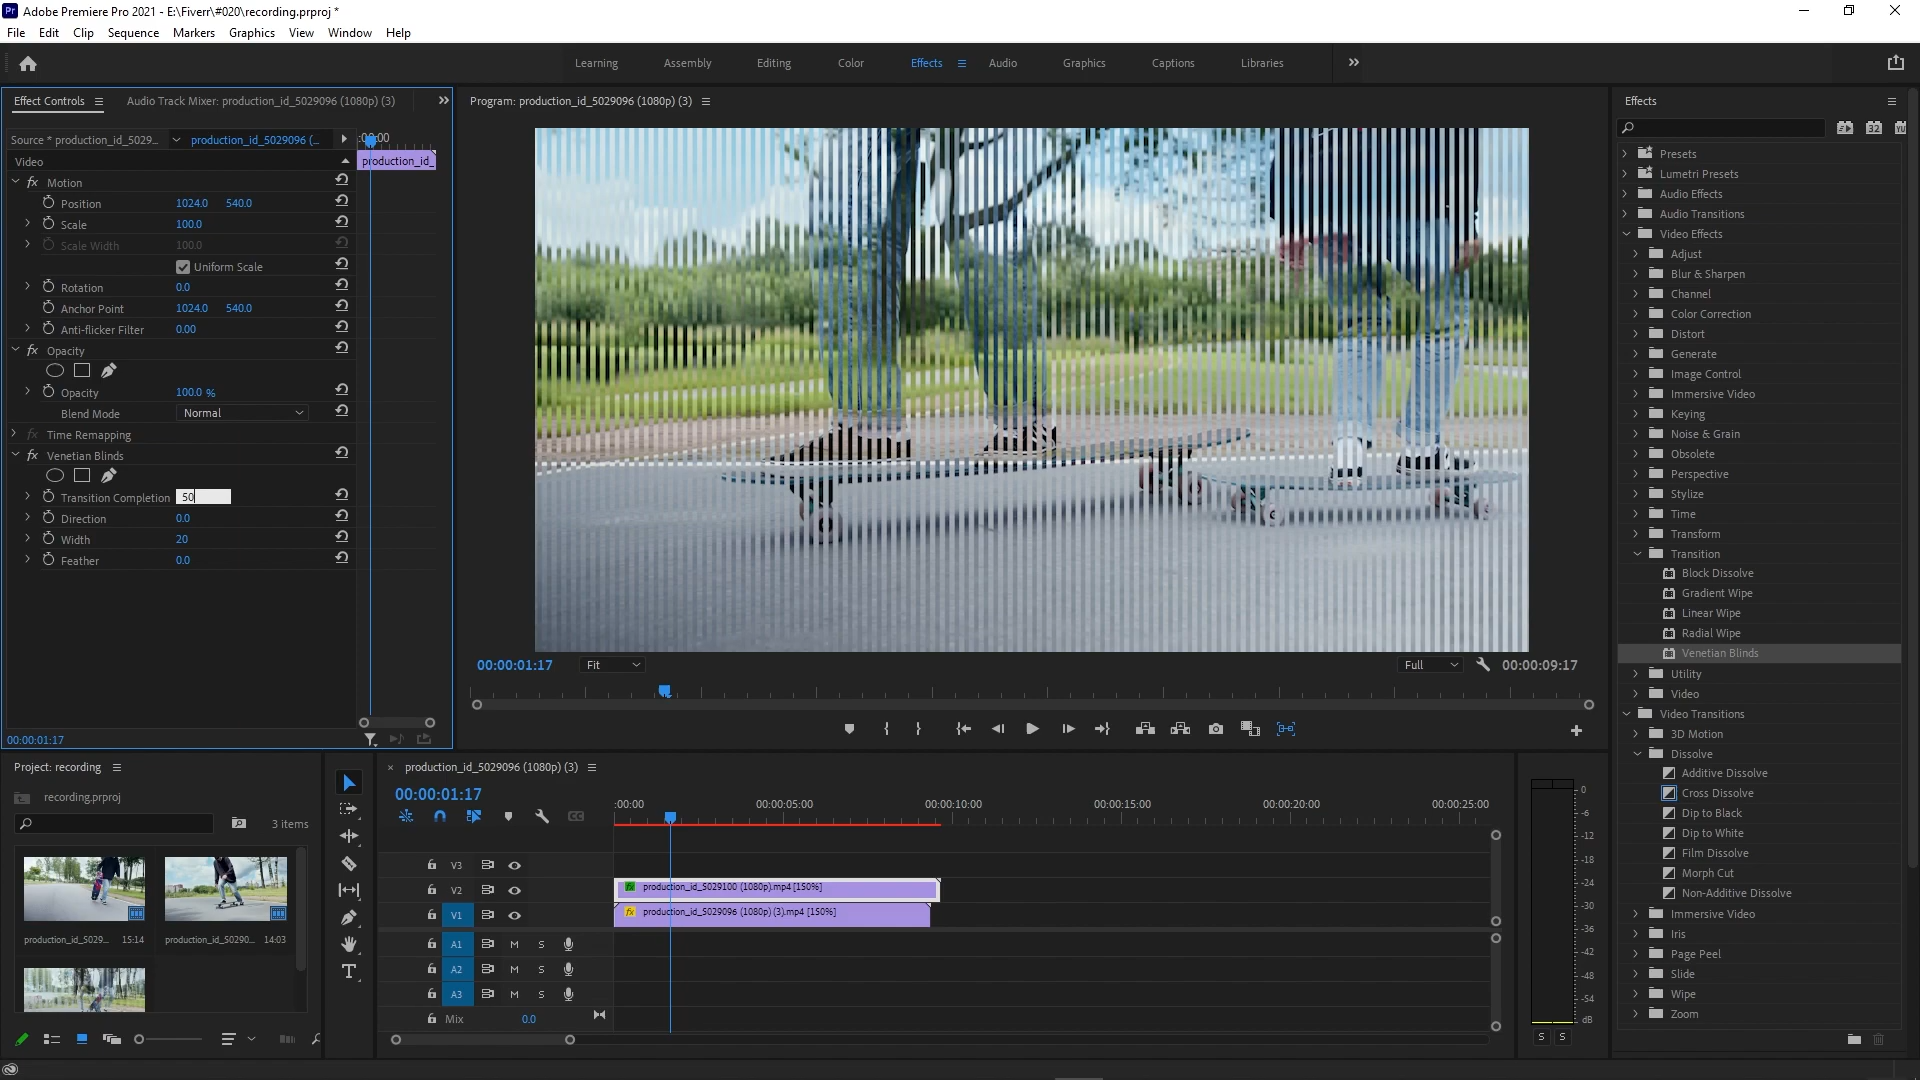 Adobe Premiere Pro 2021 - E:\Fiverr\#020\recording.prproj *
File Edit Clip Sequence Markers Graphics View Window Help
Learning Assembly Editing Color Effects Audio Graphics Captions Libraries
Effect Controls Audio Track Mixer: production_id_5029096 (1080p) (3)
Source * production_id_5029... production_id_5029096 (... :00:00
Video production_id_
Motion
Position 1024.0 540.0
Scale 100.0
Scale Width 100.0
Uniform Scale
Rotation 0.0
Anchor Point 1024.0 540.0
Anti-flicker Filter 0.00
Opacity
Opacity 100.0 %
Blend Mode Normal
Time Remapping
Venetian Blinds
Transition Completion 50
Direction 0.0
Width 20
Feather 0.0
00:00:01:17
Program: production_id_5029096 (1080p) (3)
00:00:01:17 Fit Full 00:00:09:17
Effects
32 YU
Presets
Lumetri Presets
Audio Effects
Audio Transitions
Video Effects
Adjust
Blur & Sharpen
Channel
Color Correction
Distort
Generate
Image Control
Immersive Video
Keying
Noise & Grain
Obsolete
Perspective
Stylize
Time
Transform
Transition
Block Dissolve
Gradient Wipe
Linear Wipe
Radial Wipe
Venetian Blinds
Utility
Video
Video Transitions
3D Motion
Dissolve
Additive Dissolve
Cross Dissolve
Dip to Black
Dip to White
Film Dissolve
Morph Cut
Non-Additive Dissolve
Immersive Video
Iris
Page Peel
Slide
Wipe
Zoom
Project: recording
recording.prproj
3 items
production_id_5029... 15:14 production_id_50290... 14:03
production_id_5029096 (1080p) (3)
00:00:01:17
:00:00 00:00:05:00 00:00:10:00 00:00:15:00 00:00:20:00 00:00:25:00
V3
V2 production_id_5029100 (1080p).mp4 [150%]
V1 production_id_5029096 (1080p) (3).mp4 [150%]
A1 M S
A2 M S
A3 M S
Mix 0.0
0
-6
-12
-18
-24
-30
-36
-42
-48
-54
dB
S S